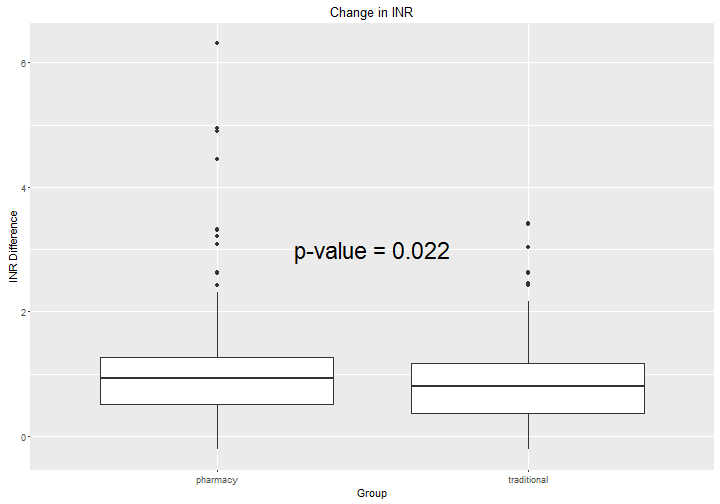 Change in INR
6
4
2
0
INR Difference
p-value = 0.022
pharmacy
traditional
Group